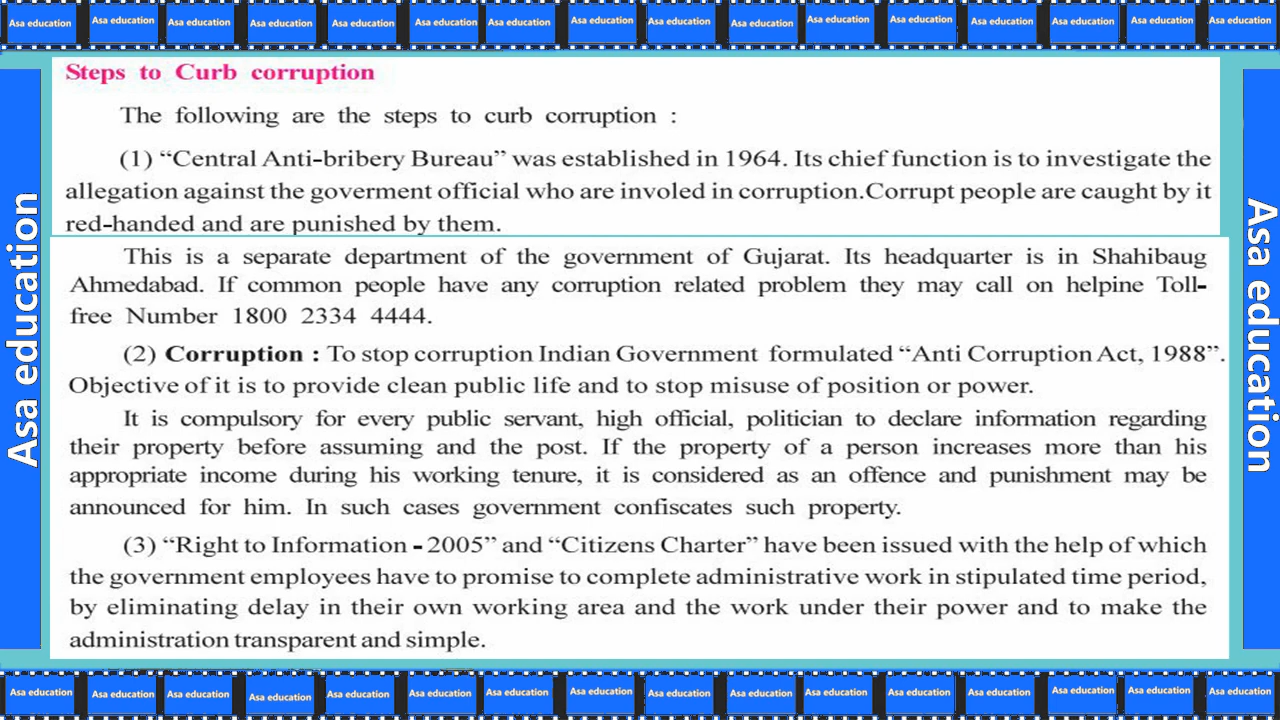 Asa education Asa education Asa education Asa education Asa education Asa education Asa education Asa education Asa education Asa education Asa education Asa education Asa education Asa education Asa education Asa education
Steps to Curb corruption
The following are the steps to curb corruption :
(1) “Central Anti-bribery Bureau” was established in 1964. Its chief function is to investigate the
allegation against the goverment official who are involed in corruption.Corrupt people are caught by it
red-handed and are punished by them.
This is a separate department of the government of Gujarat. Its headquarter is in Shahibaug
Ahmedabad. If common people have any corruption related problem they may call on helpine Toll-
free Number 1800 2334 4444.
(2) Corruption : To stop corruption Indian Government formulated “Anti Corruption Act, 1988”.
Objective of it is to provide clean public life and to stop misuse of position or power.
It is compulsory for every public servant, high official, politician to declare information regarding
their property before assuming and the post. If the property of a person increases more than his
appropriate income during his working tenure, it is considered as an offence and punishment may be
announced for him. In such cases government confiscates such property.
(3) “Right to Information - 2005” and “Citizens Charter” have been issued with the help of which
the government employees have to promise to complete administrative work in stipulated time period,
by eliminating delay in their own working area and the work under their power and to make the
administration transparent and simple.
Asa education
Asa education
Asa education Asa education Asa education Asa education Asa education Asa education Asa education Asa education Asa education Asa education Asa education Asa education Asa education Asa education Asa education Asa education